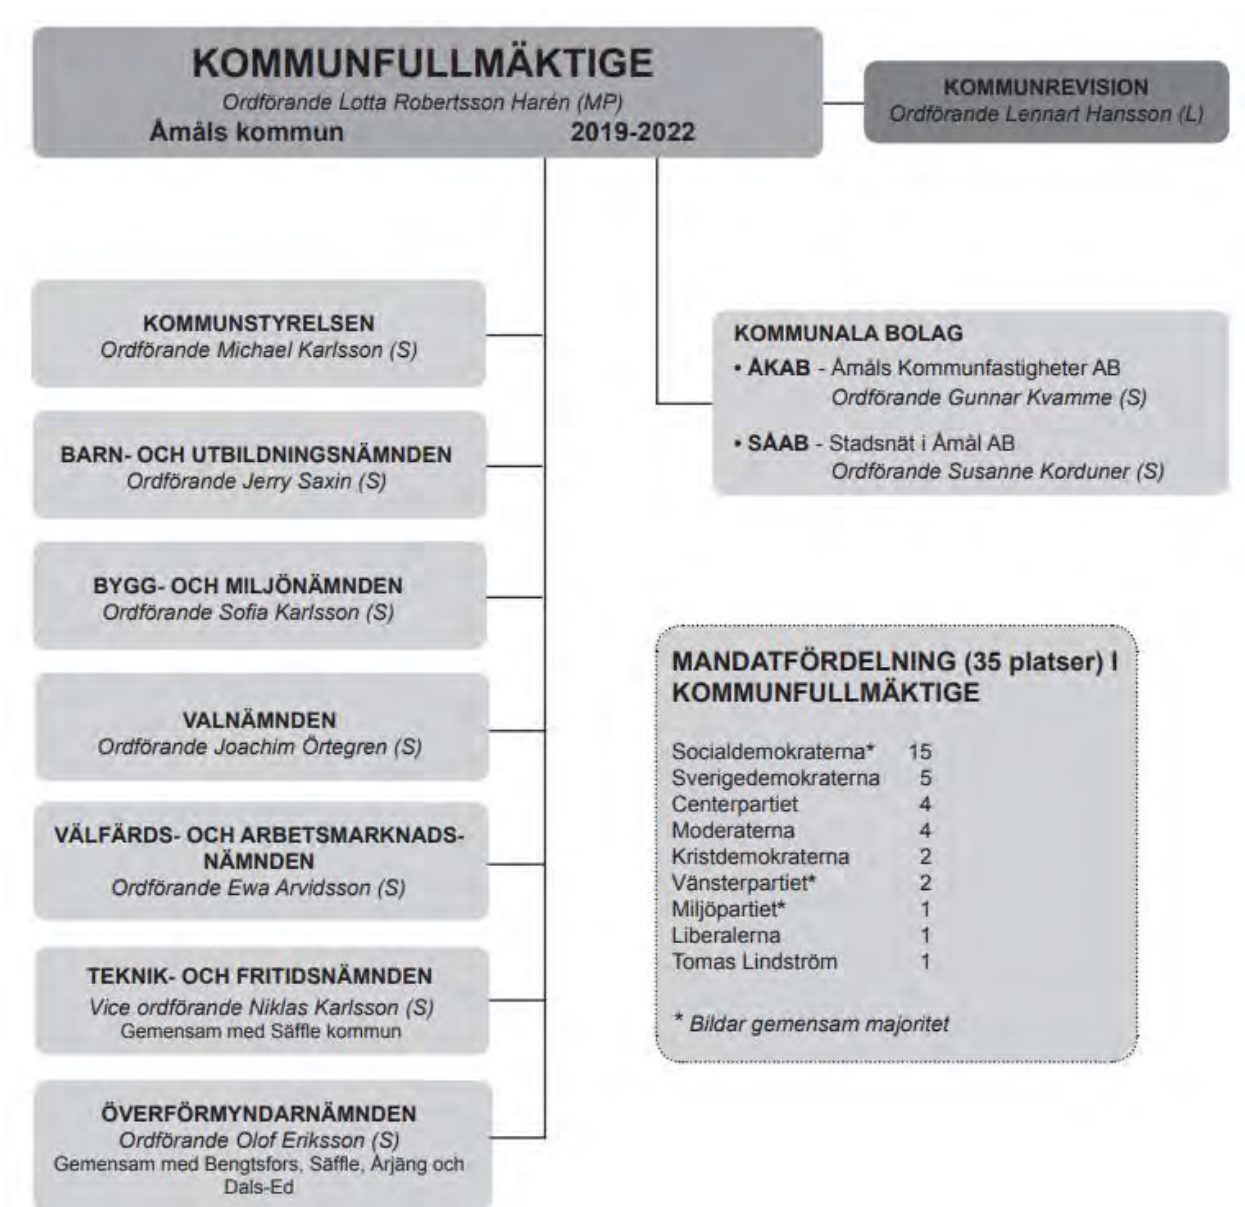 KOMMUNFULLMÄKTIGE
Ordförande Lotta Robertsson Harén (MP)
Åmåls kommun 2019-2022
KOMMUNREVISION
Ordförande Lennart Hansson (L)
KOMMUNSTYRELSEN
Ordförande Michael Karlsson (S)
BARN- OCH UTBILDNINGSNÄMNDEN
Ordförande Jerry Saxin (S)
BYGG- OCH MILJÖNÄMNDEN
Ordförande Sofia Karlsson (S)
VALNÄMNDEN
Ordförande Joachim Örtegren (S)
VÄLFÄRDS- OCH ARBETSMARKNADS-
NÄMNDEN
Ordförande Ewa Arvidsson (S)
TEKNIK- OCH FRITIDSNÄMNDEN
Vice ordförande Niklas Karlsson (S)
Gemensam med Säffle kommun
ÖVERFÖRMYNDARNÄMNDEN
Ordförande Olof Eriksson (S)
Gemensam med Bengtsfors, Säffle, Årjäng och
Dals-Ed
KOMMUNALA BOLAG
• ÅKAB - Åmåls Kommunfastigheter AB
Ordförande Gunnar Kvamme (S)
• SÅAB - Stadsnät i Åmål AB
Ordförande Susanne Korduner (S)
MANDATFÖRDELNING (35 platser) I
KOMMUNFULLMÄKTIGE
Socialdemokraterna* 15
Sverigedemokraterna 5
Centerpartiet 4
Moderaterna 4
Kristdemokraterna 2
Vänsterpartiet* 2
Miljöpartiet* 1
Liberalerna 1
Tomas Lindström 1
* Bildar gemensam majoritet